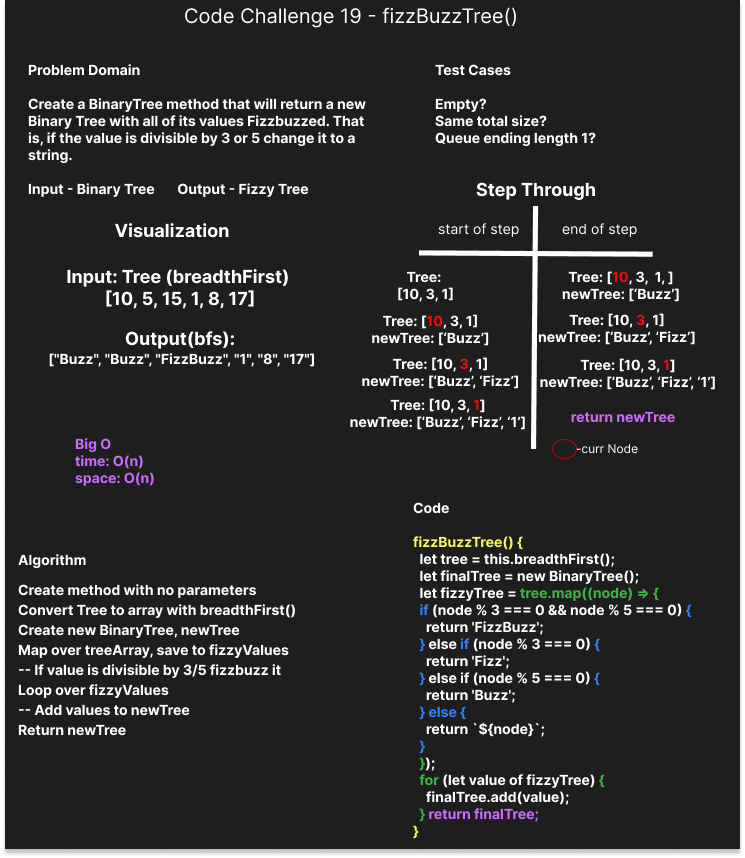 Code Challenge 19 - fizzBuzzTree()
Problem Domain
Create a BinaryTree method that will return a new
Binary Tree with all of its values Fizzbuzzed. That
is, if the value is divisible by 3 or 5 change it to a
string.
Input - Binary Tree Output - Fizzy Tree
Test Cases
Empty?
Same total size?
Queue ending length 1?
Visualization
Input: Tree (breadthFirst)
[10, 5, 15, 1, 8, 17]
Output(bfs):
["Buzz", "Buzz", "FizzBuzz", "1", "8", "17"]
Big O
time: O(n)
space: O(n)
Step Through
start of step
Tree:
[10, 3, 1]
Tree: [10, 3, 1]
newTree: [‘Buzz’]
Tree: [10, 3, 1]
newTree: [‘Buzz’, ‘Fizz’]
Tree: [10, 3, 1]
newTree: [‘Buzz’, ‘Fizz’, ‘1’]
end of step
Tree: [10, 3, 1, ]
newTree: [‘Buzz’]
Tree: [10, 3, 1]
newTree: [‘Buzz’, ‘Fizz’]
Tree: [10, 3, 1]
newTree: [‘Buzz’, ‘Fizz’, ‘1’]
return newTree
-curr Node
Algorithm
Create method with no parameters
Convert Tree to array with breadthFirst()
Create new BinaryTree, newTree
Map over treeArray, save to fizzyValues
-- If value is divisible by 3/5 fizzbuzz it
Loop over fizzyValues
-- Add values to newTree
Return newTree
Code
fizzBuzzTree() {
let tree = this.breadthFirst();
let finalTree = new BinaryTree();
let fizzyTree = tree.map((node) => {
if (node % 3 === 0 && node % 5 === 0) {
return 'FizzBuzz';
} else if (node % 3 === 0) {
return 'Fizz';
} else if (node % 5 === 0) {
return 'Buzz';
} else {
return `${node}`;
}
});
for (let value of fizzyTree) {
finalTree.add(value);
} return finalTree;
}